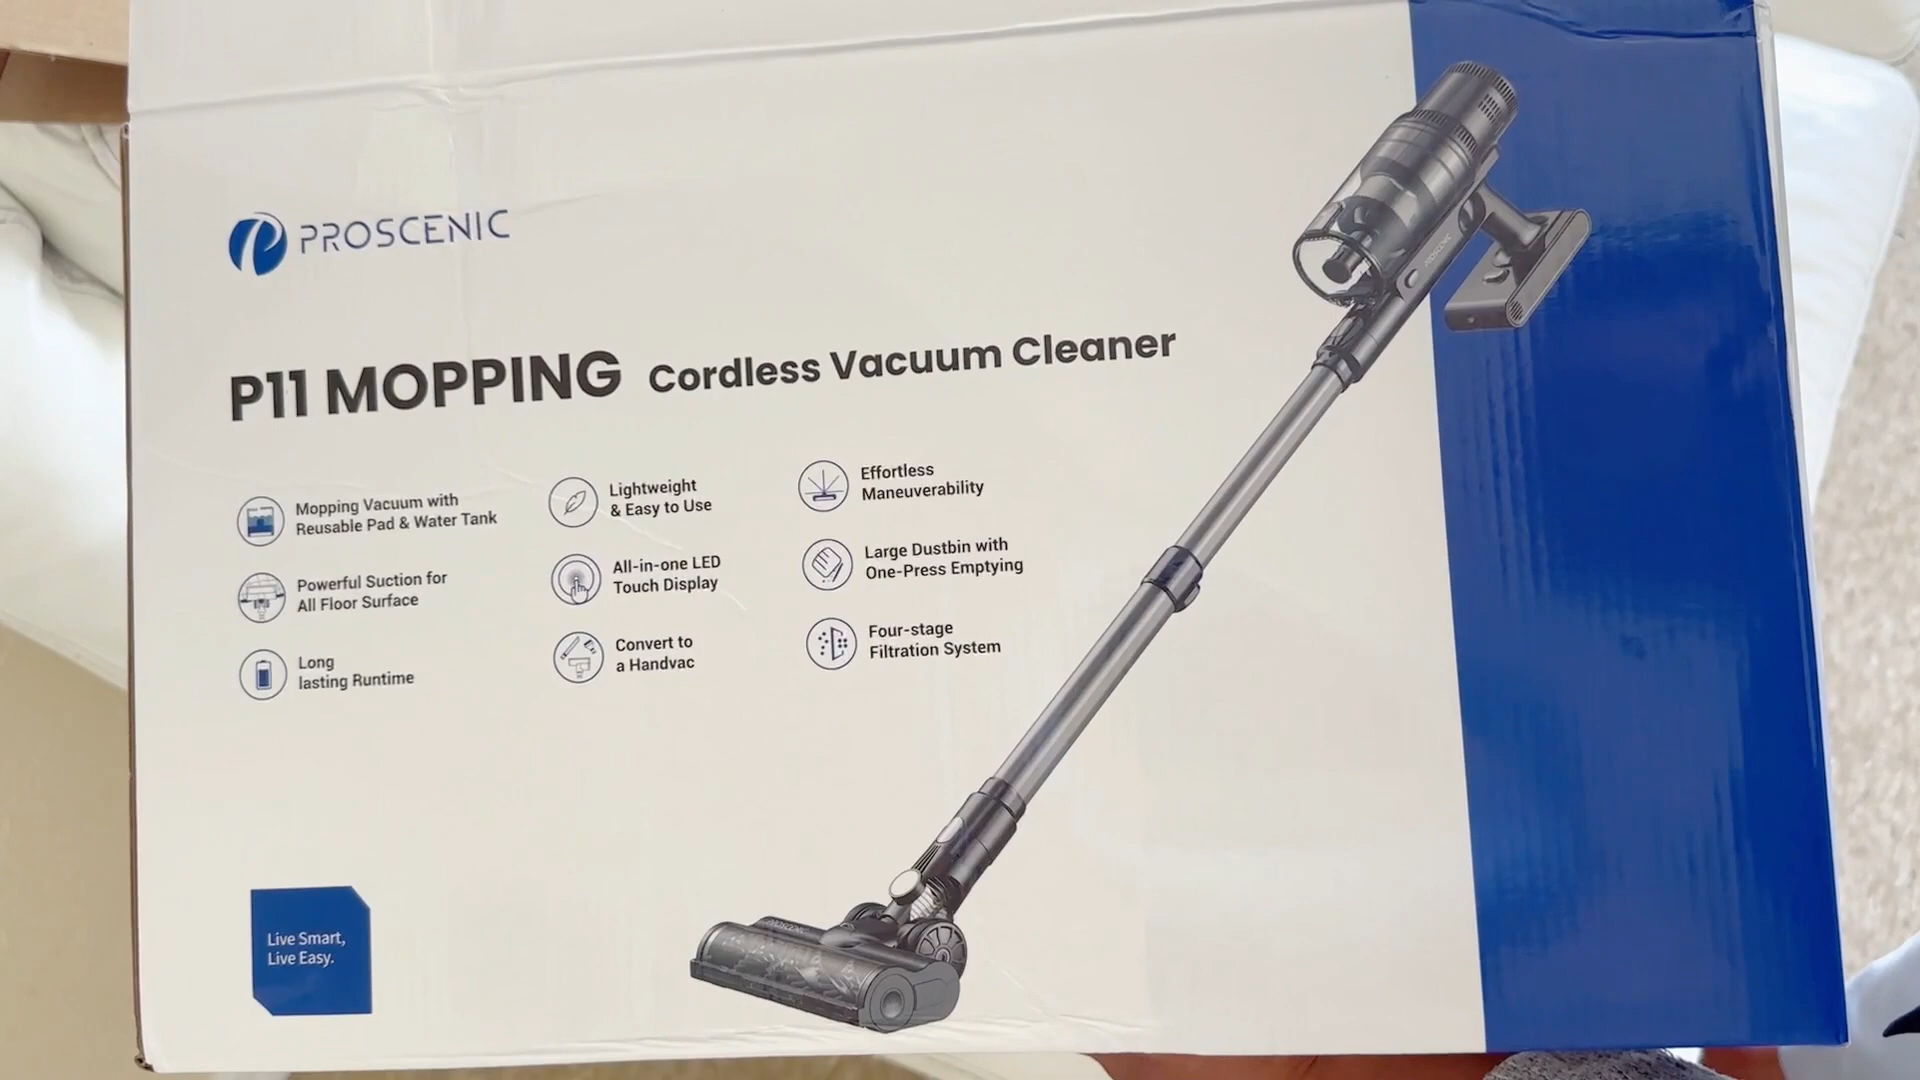 PROSCENIC
P11 MOPPING Cordless Vacuum Cleaner
Mopping Vacuum with
Reusable Pad & Water Tank
Powerful Suction for
All Floor Surface
Long
lasting Runtime
Lightweight
& Easy to Use
All-in-one LED
Touch Display
Convert to
a Handvac
Effortless
Maneuverability
Large Dustbin with
One-Press Emptying
Four-stage
Filtration System
PROSCENIC
PROSCENIC
Live Smart,
Live Easy.